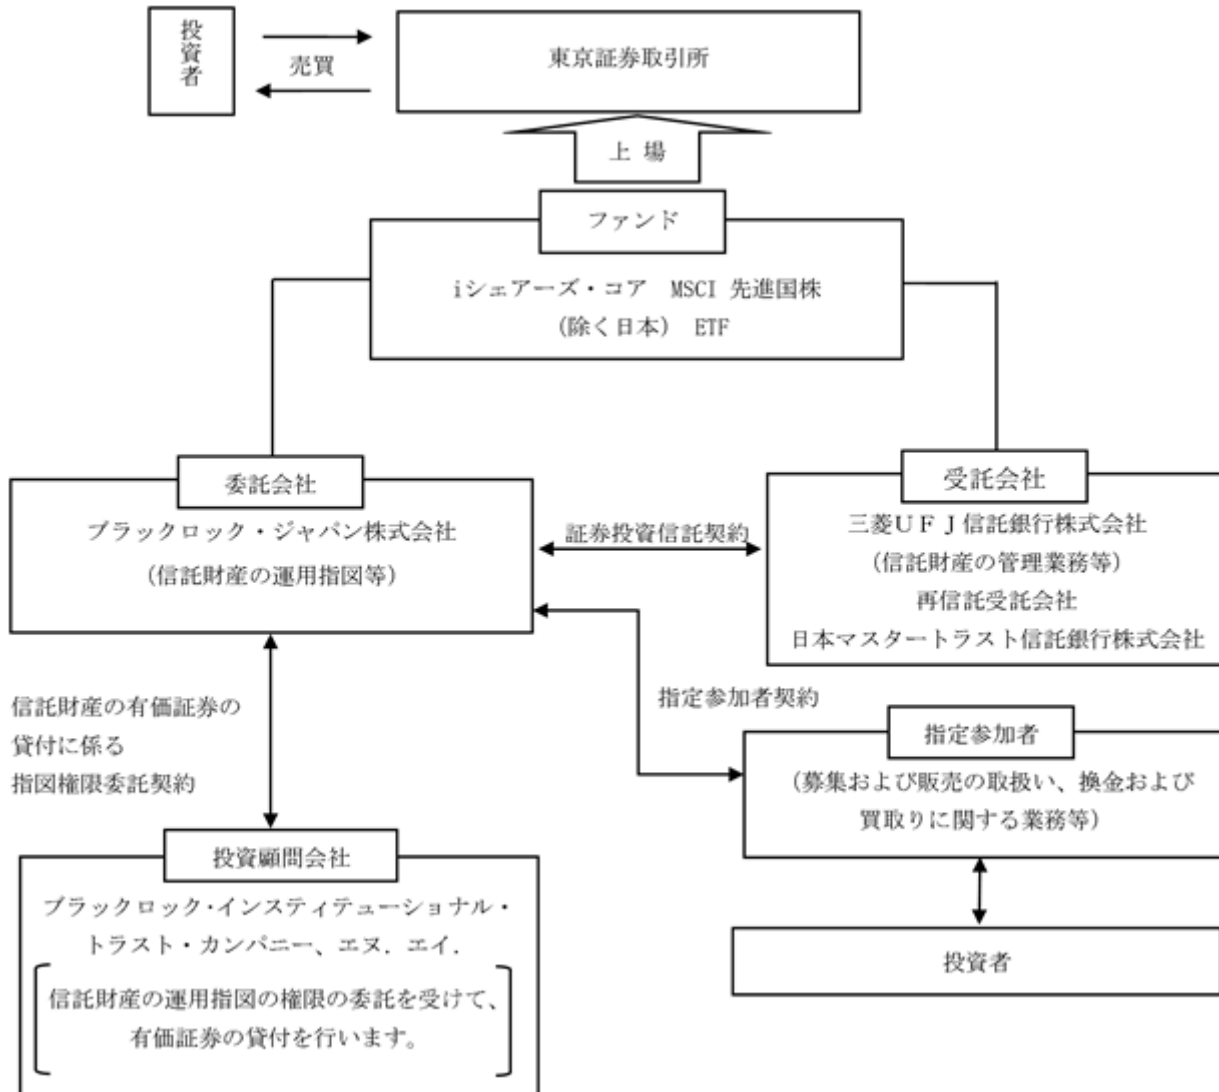 投資者
売買
東京証券取引所
上 場
ファンド
iシェアーズ・コア　MSCI 先進国株
（除く日本） ETF
委託会社
ブラックロック・ジャパン株式会社
（信託財産の運用指図等）
証券投資信託契約
受託会社
三菱ＵＦＪ信託銀行株式会社
（信託財産の管理業務等）
再信託受託会社
日本マスタートラスト信託銀行株式会社
信託財産の有価証券の
貸付に係る
指図権限委託契約
指定参加者契約
指定参加者
（募集および販売の取扱い、換金および
買取りに関する業務等）
投資顧問会社
ブラックロック・インスティテューショナル・
トラスト・カンパニー、エヌ．エイ．
信託財産の運用指図の権限の委託を受けて、
有価証券の貸付を行います。
投資者